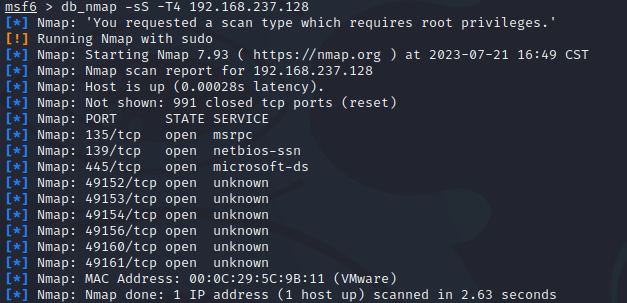 msf6 > db_nmap -sS -T4 192.168.237.128
[*] Nmap: 'You requested a scan type which requires root privileges.'
[!] Running Nmap with sudo
[*] Nmap: Starting Nmap 7.93 ( https://nmap.org ) at 2023-07-21 16:49 CST
[*] Nmap: Nmap scan report for 192.168.237.128
[*] Nmap: Host is up (0.00028s latency).
[*] Nmap: Not shown: 991 closed tcp ports (reset)
[*] Nmap: PORT      STATE SERVICE
[*] Nmap: 135/tcp   open  msrpc
[*] Nmap: 139/tcp   open  netbios-ssn
[*] Nmap: 445/tcp   open  microsoft-ds
[*] Nmap: 49152/tcp open  unknown
[*] Nmap: 49153/tcp open  unknown
[*] Nmap: 49154/tcp open  unknown
[*] Nmap: 49156/tcp open  unknown
[*] Nmap: 49160/tcp open  unknown
[*] Nmap: 49161/tcp open  unknown
[*] Nmap: MAC Address: 00:0C:29:5C:9B:11 (VMware)
[*] Nmap: Nmap done: 1 IP address (1 host up) scanned in 2.63 seconds